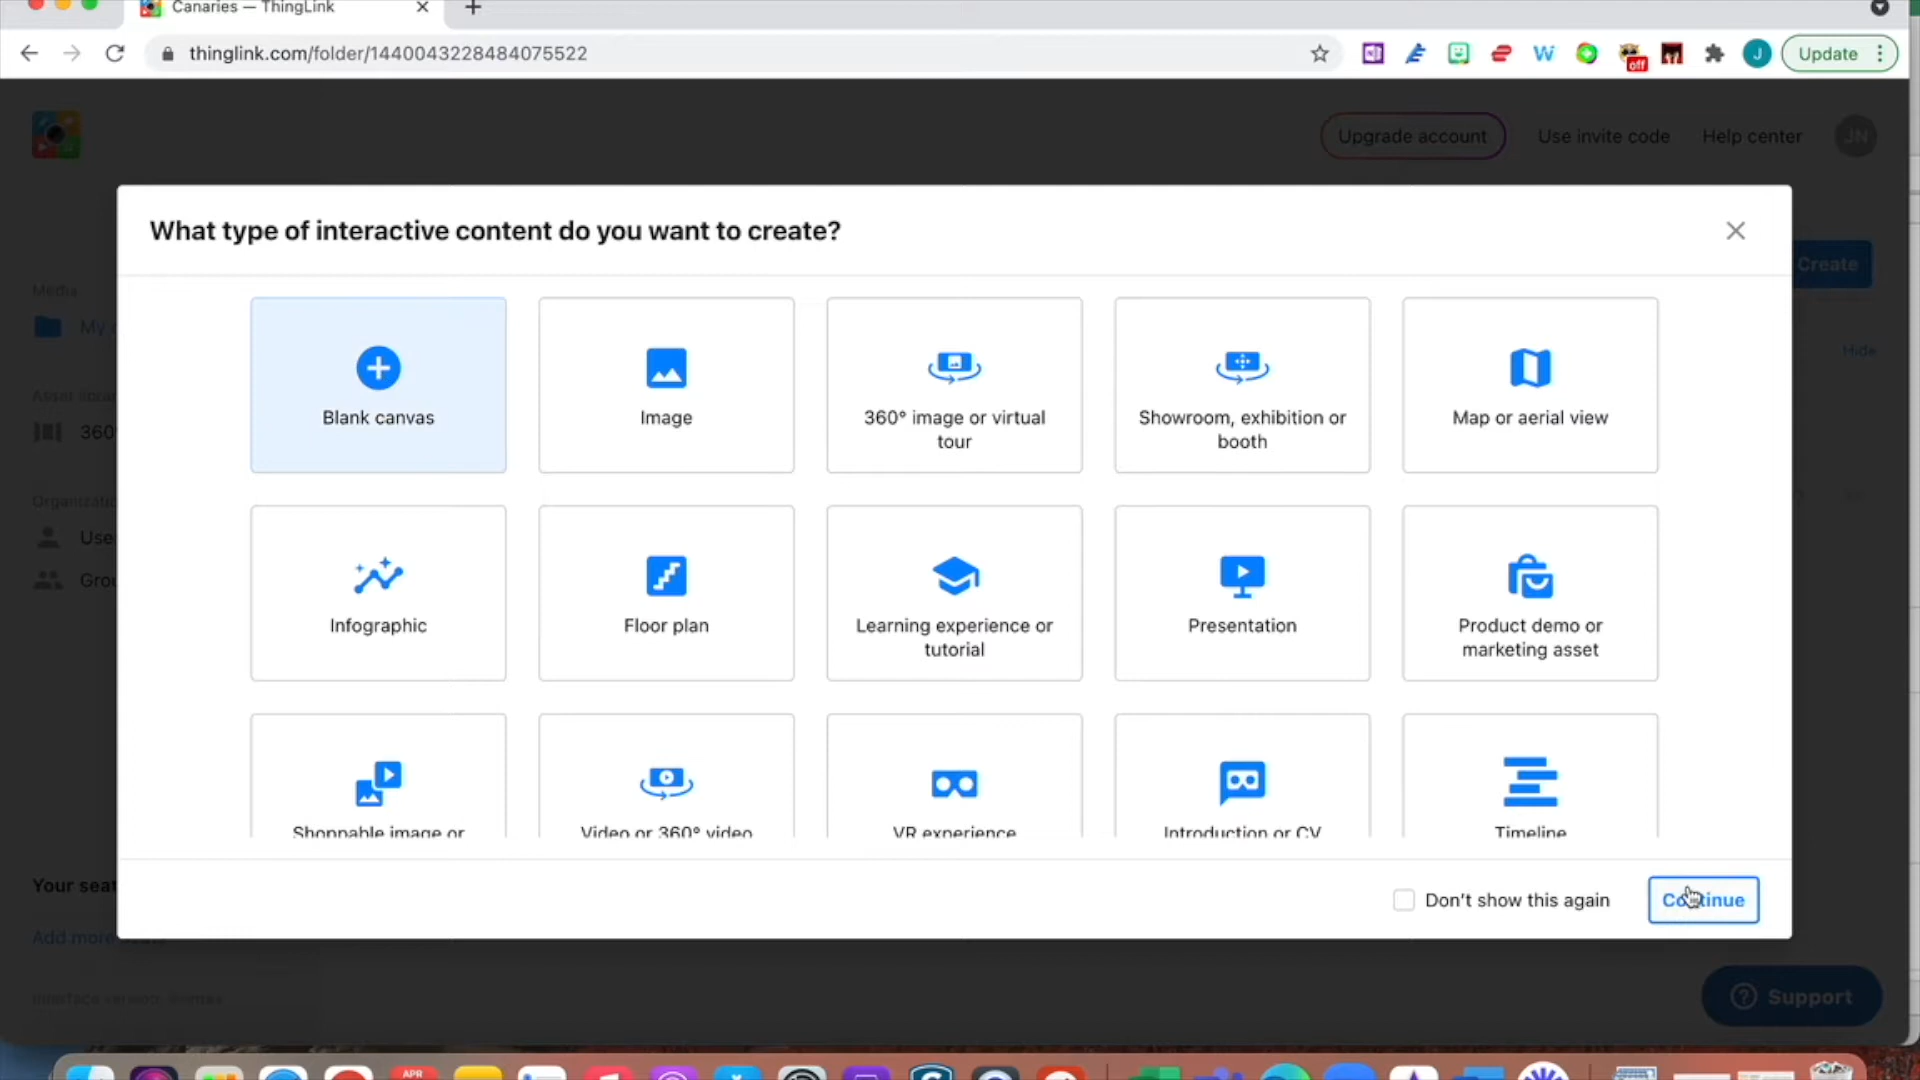 Canaries — ThingLink
thinglink.com/folder/1440043228484075522
off
J
Update
Upgrade account
Use invite code
Help center
JN
What type of interactive content do you want to create?
Create
Media
My
Hide
Blank canvas
Image
360° image or virtual
tour
Showroom, exhibition or
booth
Map or aerial view
360°
Use
Infographic
Floor plan
Learning experience or
tutorial
Presentation
Product demo or
marketing asset
Shoppable image or
Video or 360° video
VR experience
Introduction or CV
Timeline
Your seat
Don't show this again
Continue
Add more
Support
APR